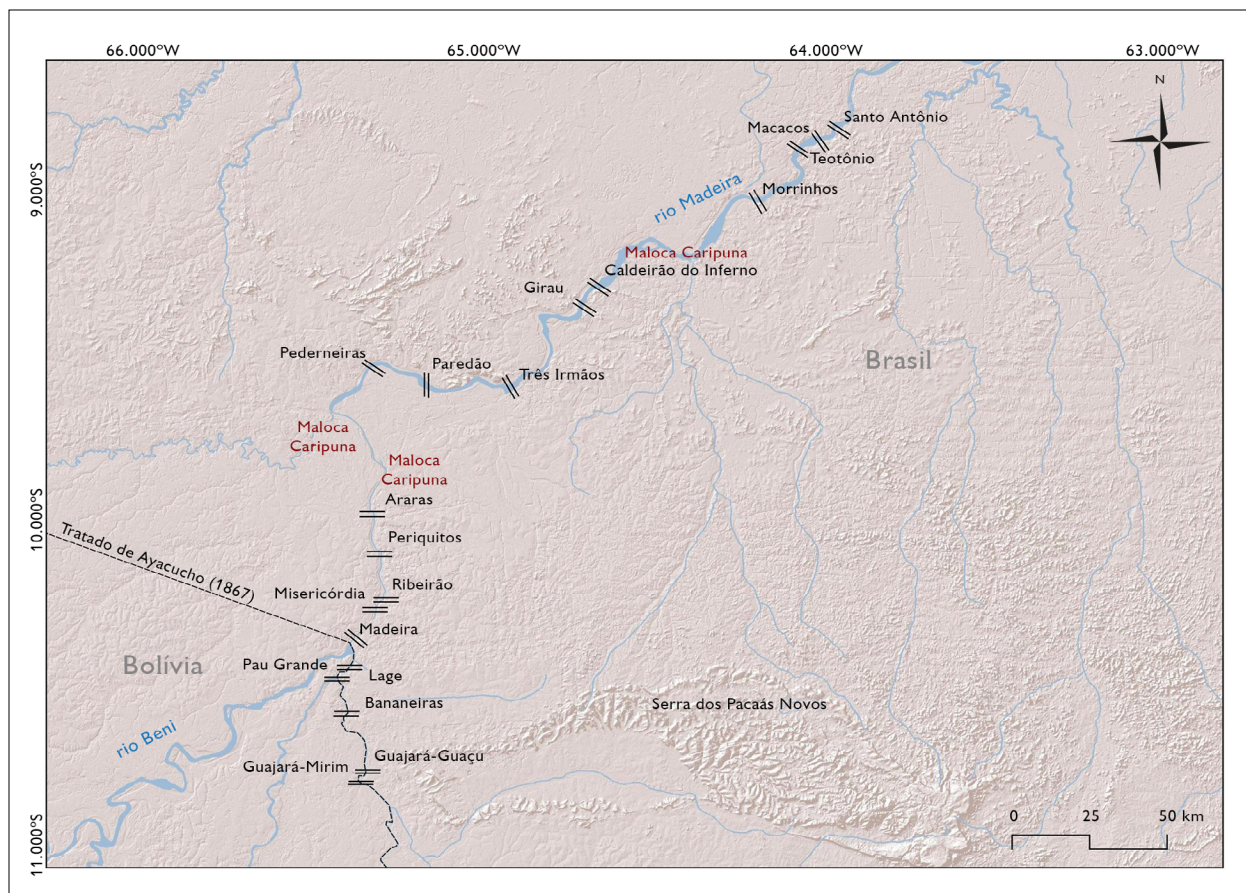 66.000°W
65.000°W
64.000°W
63.000°W
N
Santo Antônio
Macacos
Teotônio
9.000°S
rio Madeira
Morrinhos
Maloca Caripuna
Caldeirão do Inferno
Girau
Pederneiras
Paredão
Brasil
Três Irmãos
Maloca
Caripuna
Maloca
Caripuna
Araras
10.000°S
Tratado de Ayacucho (1867)
Periquitos
Misericórdia
Ribeirão
Madeira
Bolívia
Pau Grande
Lage
Bananeiras
Serra dos Pacaás Novos
rio Beni
Guajará-Guaçu
Guajará-Mirim
0
25
50 km
11.000°S